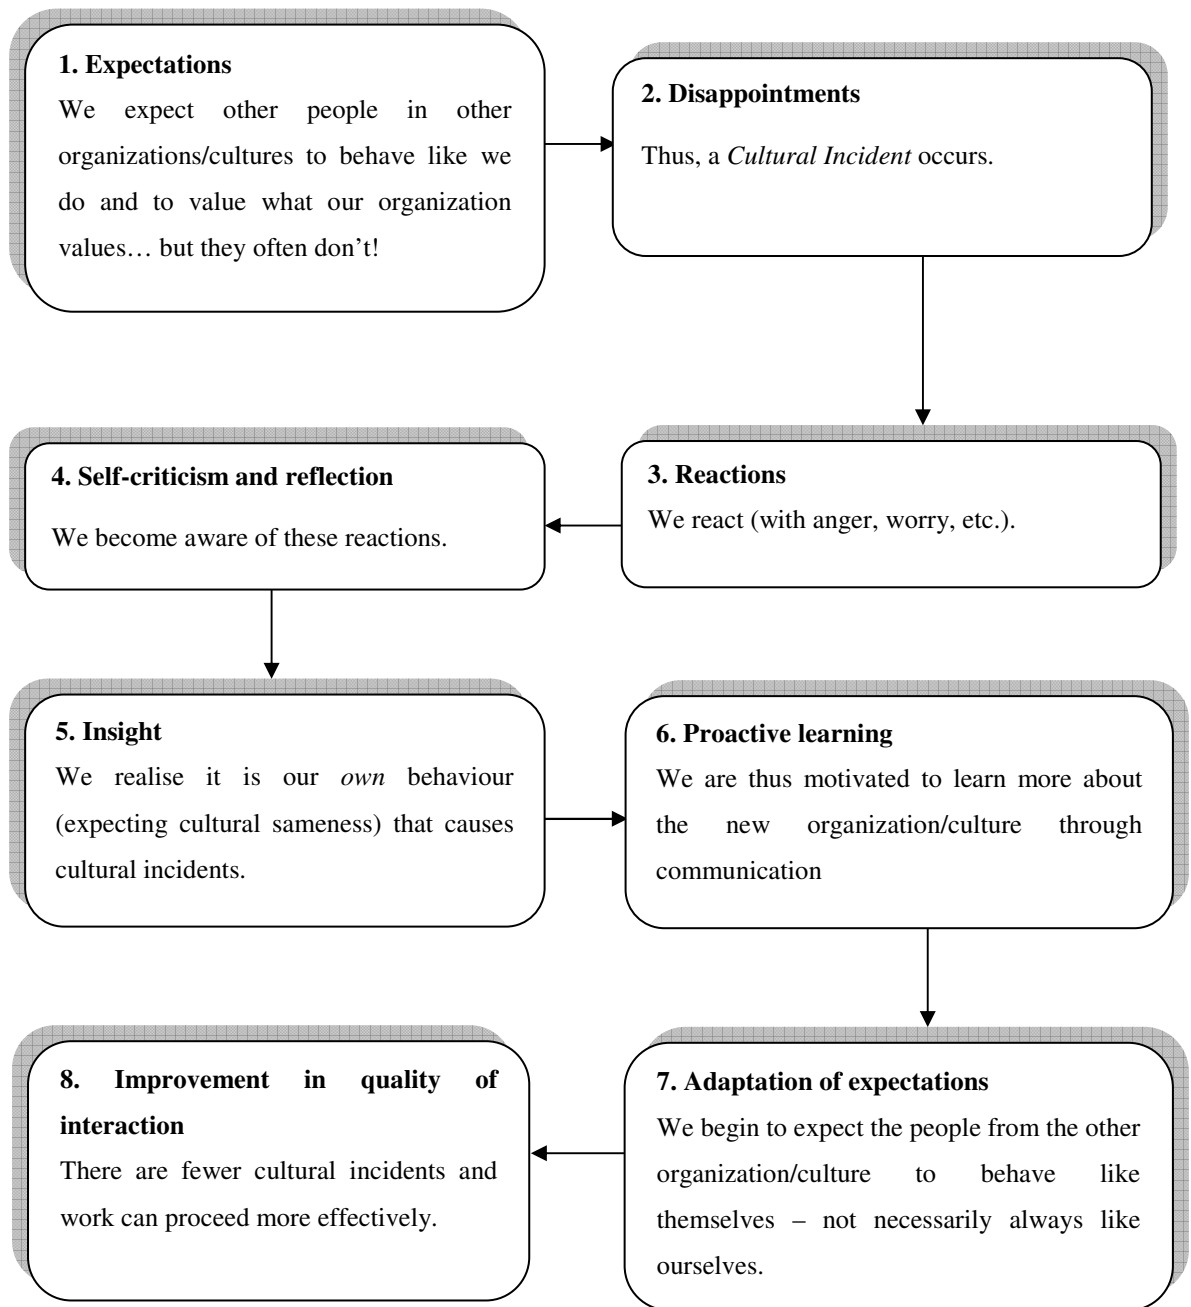 1. Expectations
We expect other people in other
organizations/cultures to behave like we
do and to value what our organization
values… but they often don’t!
2. Disappointments
Thus, a Cultural Incident occurs.
3. Reactions
We react (with anger, worry, etc.).
4. Self-criticism and reflection
We become aware of these reactions.
5. Insight
We realise it is our own behaviour
(expecting cultural sameness) that causes
cultural incidents.
6. Proactive learning
We are thus motivated to learn more about
the new organization/culture through
communication
7. Adaptation of expectations
We begin to expect the people from the other
organization/culture to behave like
themselves – not necessarily always like
ourselves.
8. Improvement in quality of
interaction
There are fewer cultural incidents and
work can proceed more effectively.